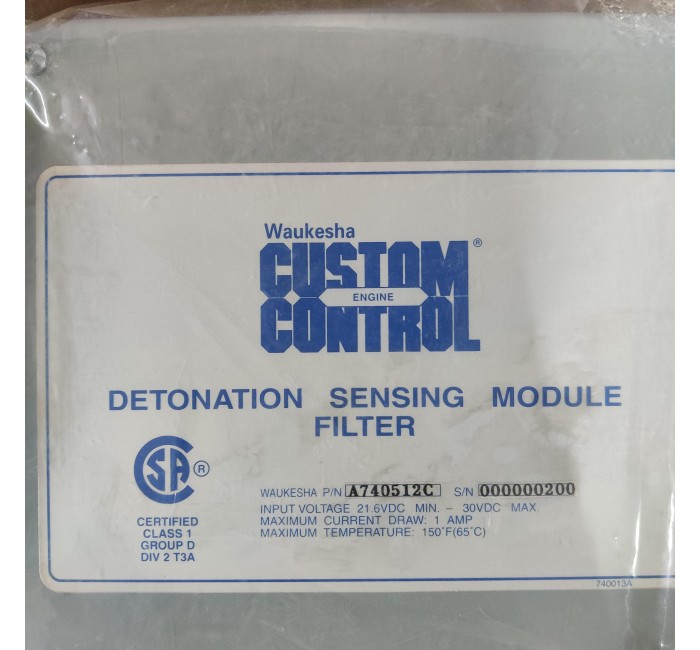 Waukesha
CUSTOM®
ENGINE
CONTROL
DETONATION SENSING MODULE
FILTER
CSA®
CERTIFIED
CLASS 1
GROUP D
DIV 2 T3A
WAUKESHA P/N A740512C S/N 000000200
INPUT VOLTAGE 21.6VDC MIN. – 30VDC MAX
MAXIMUM CURRENT DRAW: 1 AMP
MAXIMUM TEMPERATURE: 150°F(65°C)
740013A